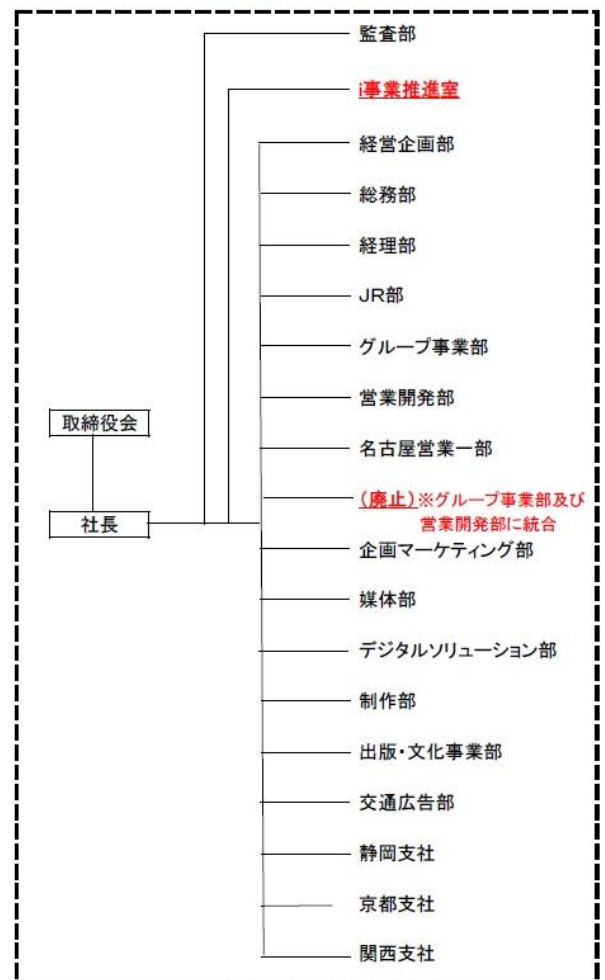 監査部
i事業推進室
経営企画部
総務部
経理部
JR部
グループ事業部
営業開発部
取締役会
名古屋営業一部
(廃止)※グループ事業部及び
営業開発部に統合
社長
企画マーケティング部
媒体部
デジタルソリューション部
制作部
出版・文化事業部
交通広告部
静岡支社
京都支社
関西支社